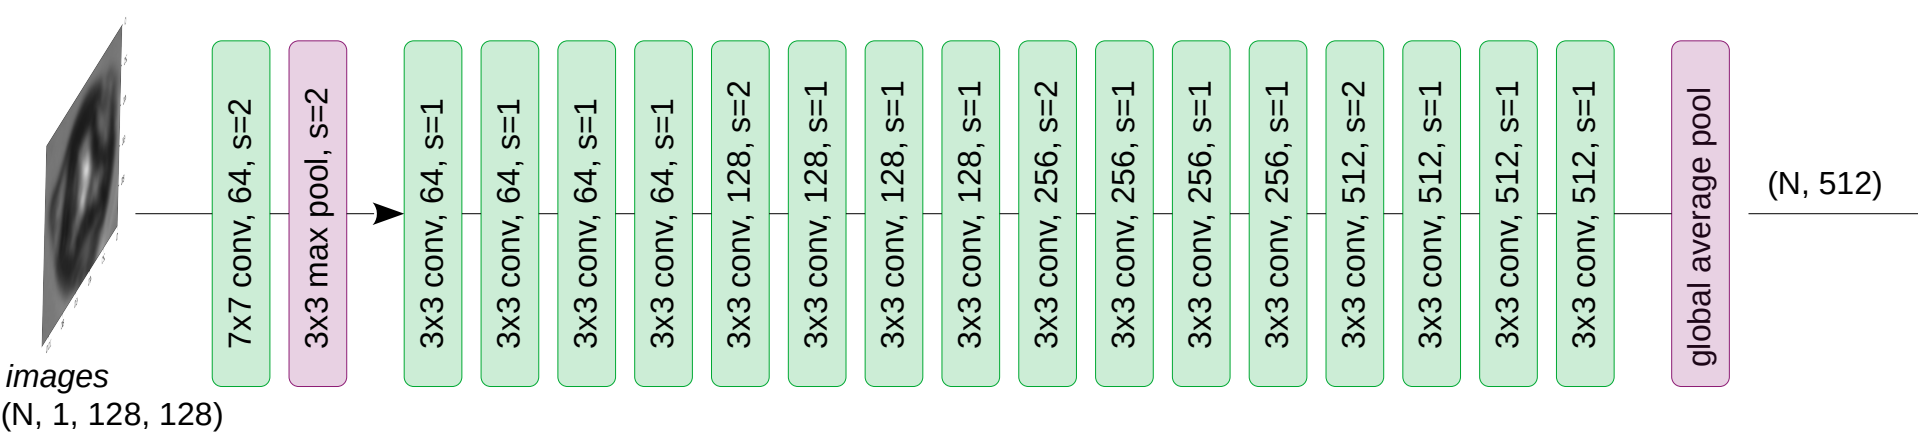 images
(N, 1, 128, 128)
7x7 conv, 64, s=2
3x3 max pool, s=2
3x3 conv, 64, s=1
3x3 conv, 64, s=1
3x3 conv, 64, s=1
3x3 conv, 64, s=1
3x3 conv, 128, s=2
3x3 conv, 128, s=1
3x3 conv, 128, s=1
3x3 conv, 128, s=1
3x3 conv, 256, s=2
3x3 conv, 256, s=1
3x3 conv, 256, s=1
3x3 conv, 256, s=1
3x3 conv, 512, s=2
3x3 conv, 512, s=1
3x3 conv, 512, s=1
3x3 conv, 512, s=1
global average pool
(N, 512)